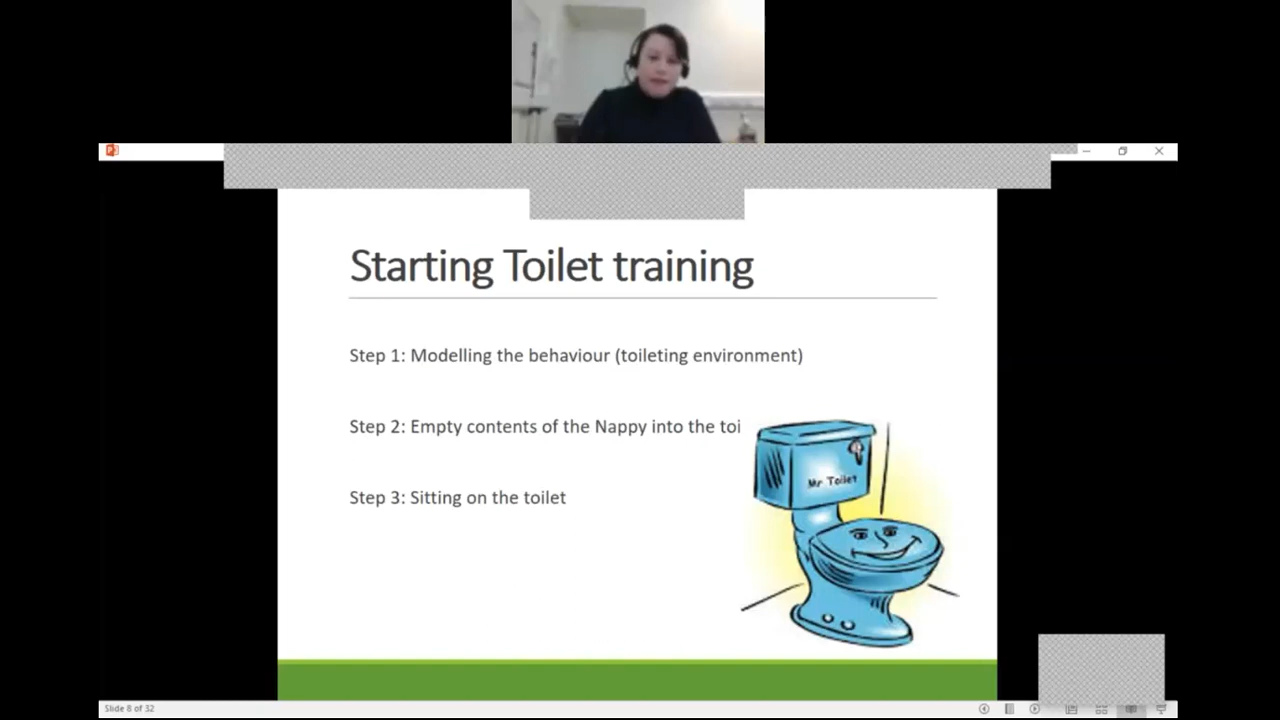 Starting Toilet training
Step 1: Modelling the behaviour (toileting environment)
Step 2: Empty contents of the Nappy into the toi
Mr Toilet
Step 3: Sitting on the toilet
Slide 8 of 32